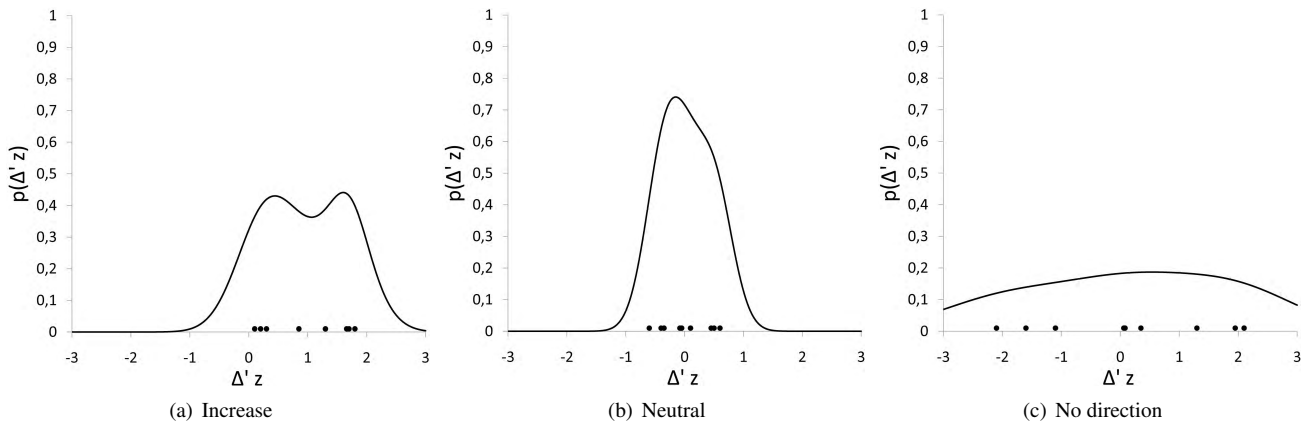 1
0,9
0,8
0,7
0,6
0,5
0,4
0,3
0,2
0,1
0
p(Δ' z)
-3 -2 -1 0 1 2 3
Δ' z
(a) Increase
1
0,9
0,8
0,7
0,6
0,5
0,4
0,3
0,2
0,1
0
p(Δ' z)
-3 -2 -1 0 1 2 3
Δ' z
(b) Neutral
1
0,9
0,8
0,7
0,6
0,5
0,4
0,3
0,2
0,1
0
p(Δ' z)
-3 -2 -1 0 1 2 3
Δ' z
(c) No direction